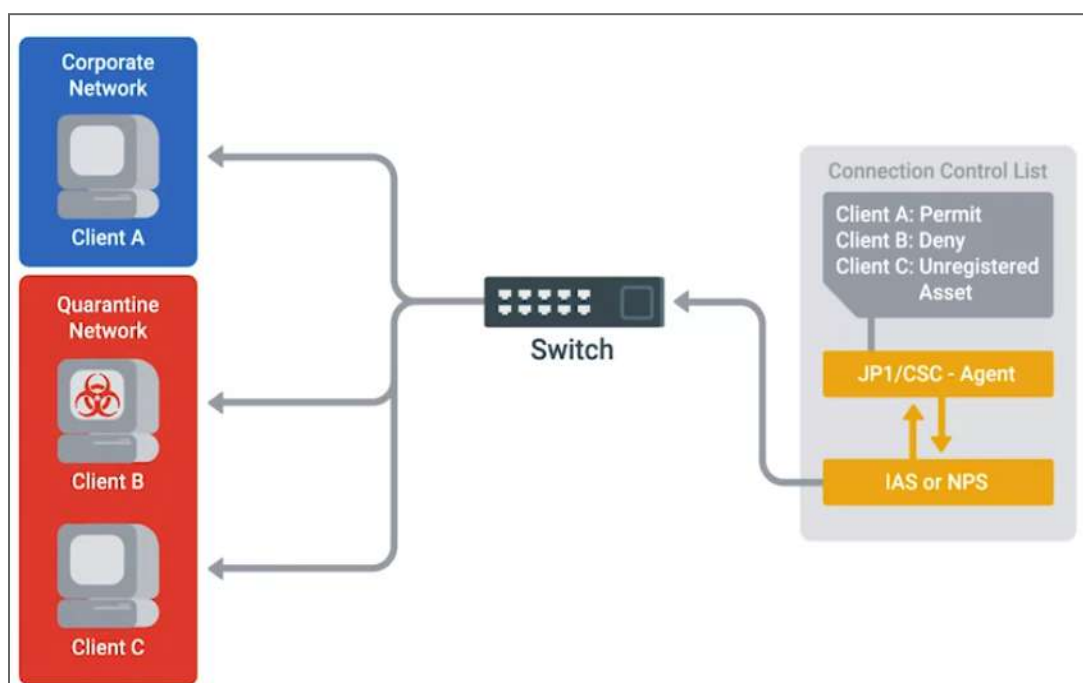 Corporate
Network
Client A
Quarantine
Network
Client B
Client C
Switch
Connection Control List
Client A: Permit
Client B: Deny
Client C: Unregistered
Asset
JP1/CSC - Agent
IAS or NPS